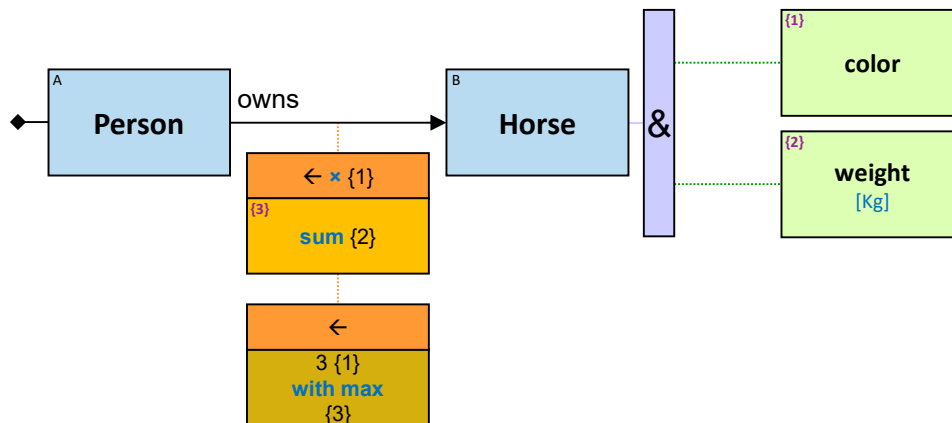 A
Person
owns
B
Horse
&
{1}
color
{2}
weight
[Kg]
← × {1}
{3}
sum {2}
←
3 {1}
with max
{3}